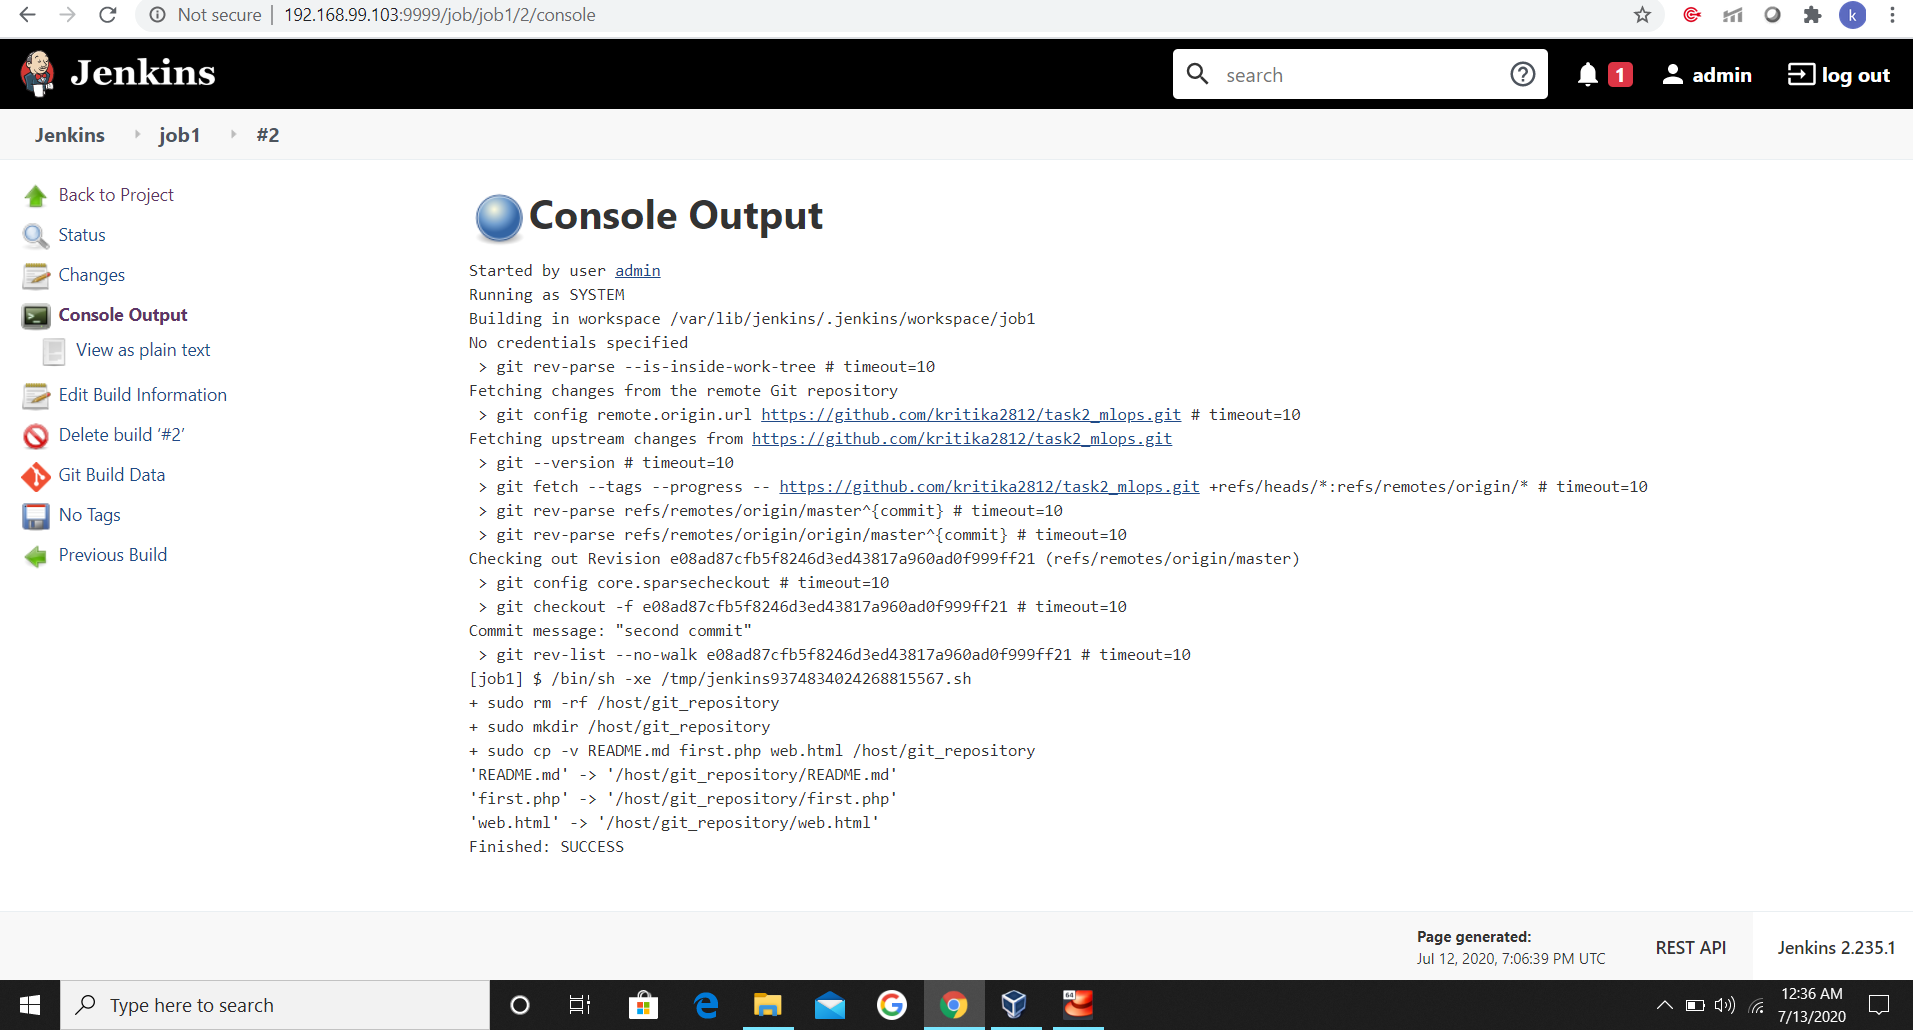 Not secure | 192.168.99.103:9999/job/job1/2/console
k
Jenkins
search
1
admin
log out
Jenkins
job1
#2
Back to Project
Status
Changes
Console Output
View as plain text
Edit Build Information
Delete build ‘#2’
Git Build Data
No Tags
Previous Build
Console Output
Started by user admin
Running as SYSTEM
Building in workspace /var/lib/jenkins/.jenkins/workspace/job1
No credentials specified
> git rev-parse --is-inside-work-tree # timeout=10
Fetching changes from the remote Git repository
> git config remote.origin.url https://github.com/kritika2812/task2_mlops.git # timeout=10
Fetching upstream changes from https://github.com/kritika2812/task2_mlops.git
> git --version # timeout=10
> git fetch --tags --progress -- https://github.com/kritika2812/task2_mlops.git +refs/heads/*:refs/remotes/origin/* # timeout=10
> git rev-parse refs/remotes/origin/master^{commit} # timeout=10
> git rev-parse refs/remotes/origin/origin/master^{commit} # timeout=10
Checking out Revision e08ad87cfb5f8246d3ed43817a960ad0f999ff21 (refs/remotes/origin/master)
> git config core.sparsecheckout # timeout=10
> git checkout -f e08ad87cfb5f8246d3ed43817a960ad0f999ff21 # timeout=10
Commit message: "second commit"
> git rev-list --no-walk e08ad87cfb5f8246d3ed43817a960ad0f999ff21 # timeout=10
[job1] $ /bin/sh -xe /tmp/jenkins9374834024268815567.sh
+ sudo rm -rf /host/git_repository
+ sudo mkdir /host/git_repository
+ sudo cp -v README.md first.php web.html /host/git_repository
'README.md' -> '/host/git_repository/README.md'
'first.php' -> '/host/git_repository/first.php'
'web.html' -> '/host/git_repository/web.html'
Finished: SUCCESS
Page generated:
Jul 12, 2020, 7:06:39 PM UTC
REST API
Jenkins 2.235.1
Type here to search
64
12:36 AM
7/13/2020